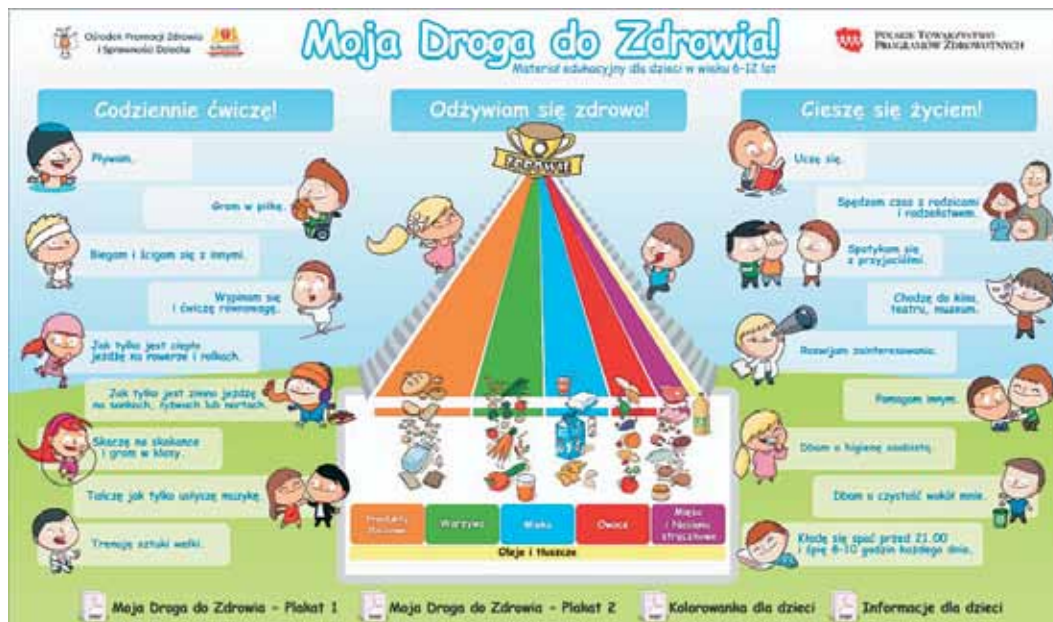 Ośrodek Promocji Zdrowia
i Sprawności Dziecka
Moja Droga do Zdrowia!
Materiał edukacyjny dla dzieci w wieku 6-12 lat
Polskie Towarzystwo
Programów Zdrowotnych
Codziennie ćwiczę!
Pływam.
Gram w piłkę.
Biegam i ścigam się z innymi.
Wyginam się
i ćwiczę równowagę.
Jak tylko jest ciepło
jeżdżę na rowerze i rolkach.
Jak tylko jest zimno jeżdżę
na sankach, łyżwach lub nartach.
Skaczę na skakance
i gram w klasy.
Tańczę jak tylko usłyszę muzykę.
Trenuję sztuki walki.
Odżywiam się zdrowo!
Zdrowia!
Produkty
Zbożowe
Warzywa
Mleko
Owoce
Mięso
i Nasiona
strączkowe
Oleje i tłuszcze
Cieszę się życiem!
Uczę się.
Spędzam czas z rodzicami
i rodzeństwem.
Spotykam się
z przyjaciółmi.
Chodzę do kina,
teatru, muzeum.
Rozwijam zainteresowania.
Pomagam innym.
Dbam o higienę osobistą.
Dbam o czystość wokół mnie.
Kładę się spać przed 21.00
i śpię 8-10 godzin każdego dnia.
Moja Droga do Zdrowia - Plakat 1
Moja Droga do Zdrowia - Plakat 2
Kolorowanka dla dzieci
Informacje dla dzieci